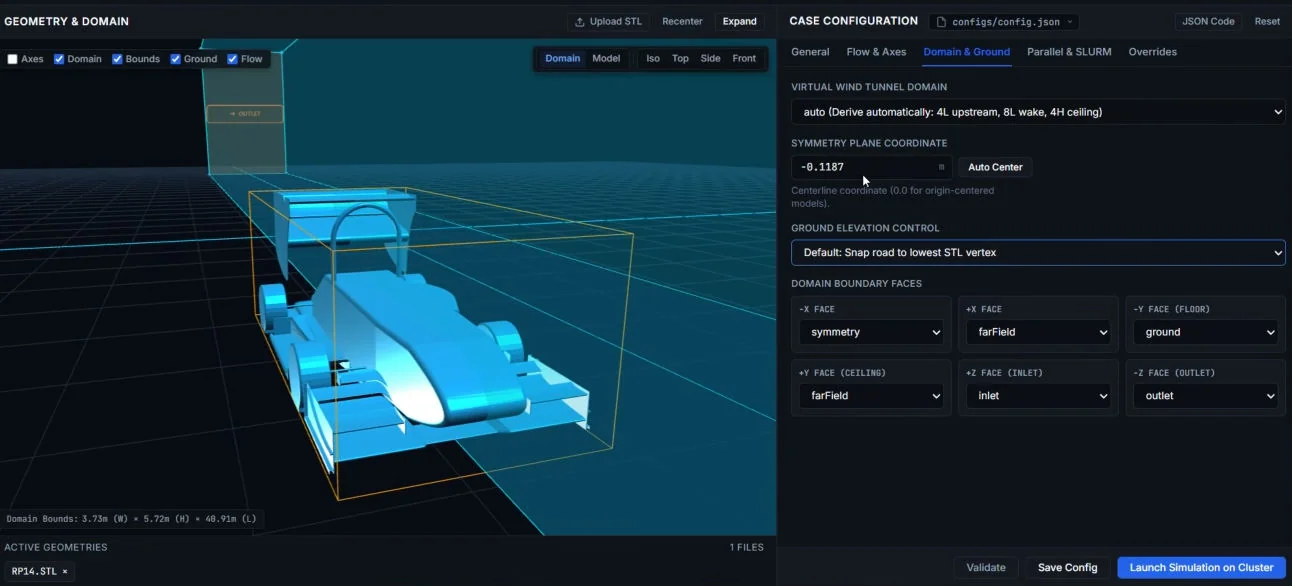 GEOMETRY & DOMAIN
Upload STL
Recenter
Expand
Axes
Domain
Bounds
Ground
Flow
Domain
Model
Iso
Top
Side
Front
→ OUTLET
Domain Bounds: 3.73m (W) × 5.72m (H) × 40.91m (L)
ACTIVE GEOMETRIES
1 FILES
RP14.STL ×
CASE CONFIGURATION
configs/config.json
JSON Code
Reset
General
Flow & Axes
Domain & Ground
Parallel & SLURM
Overrides
VIRTUAL WIND TUNNEL DOMAIN
auto (Derive automatically: 4L upstream, 8L wake, 4H ceiling)
SYMMETRY PLANE COORDINATE
-0.1187
m
Auto Center
Centerline coordinate (0.0 for origin-centered
models).
GROUND ELEVATION CONTROL
Default: Snap road to lowest STL vertex
DOMAIN BOUNDARY FACES
-X FACE
+X FACE
-Y FACE (FLOOR)
symmetry
farField
ground
+Y FACE (CEILING)
+Z FACE (INLET)
-Z FACE (OUTLET)
farField
inlet
outlet
Validate
Save Config
Launch Simulation on Cluster